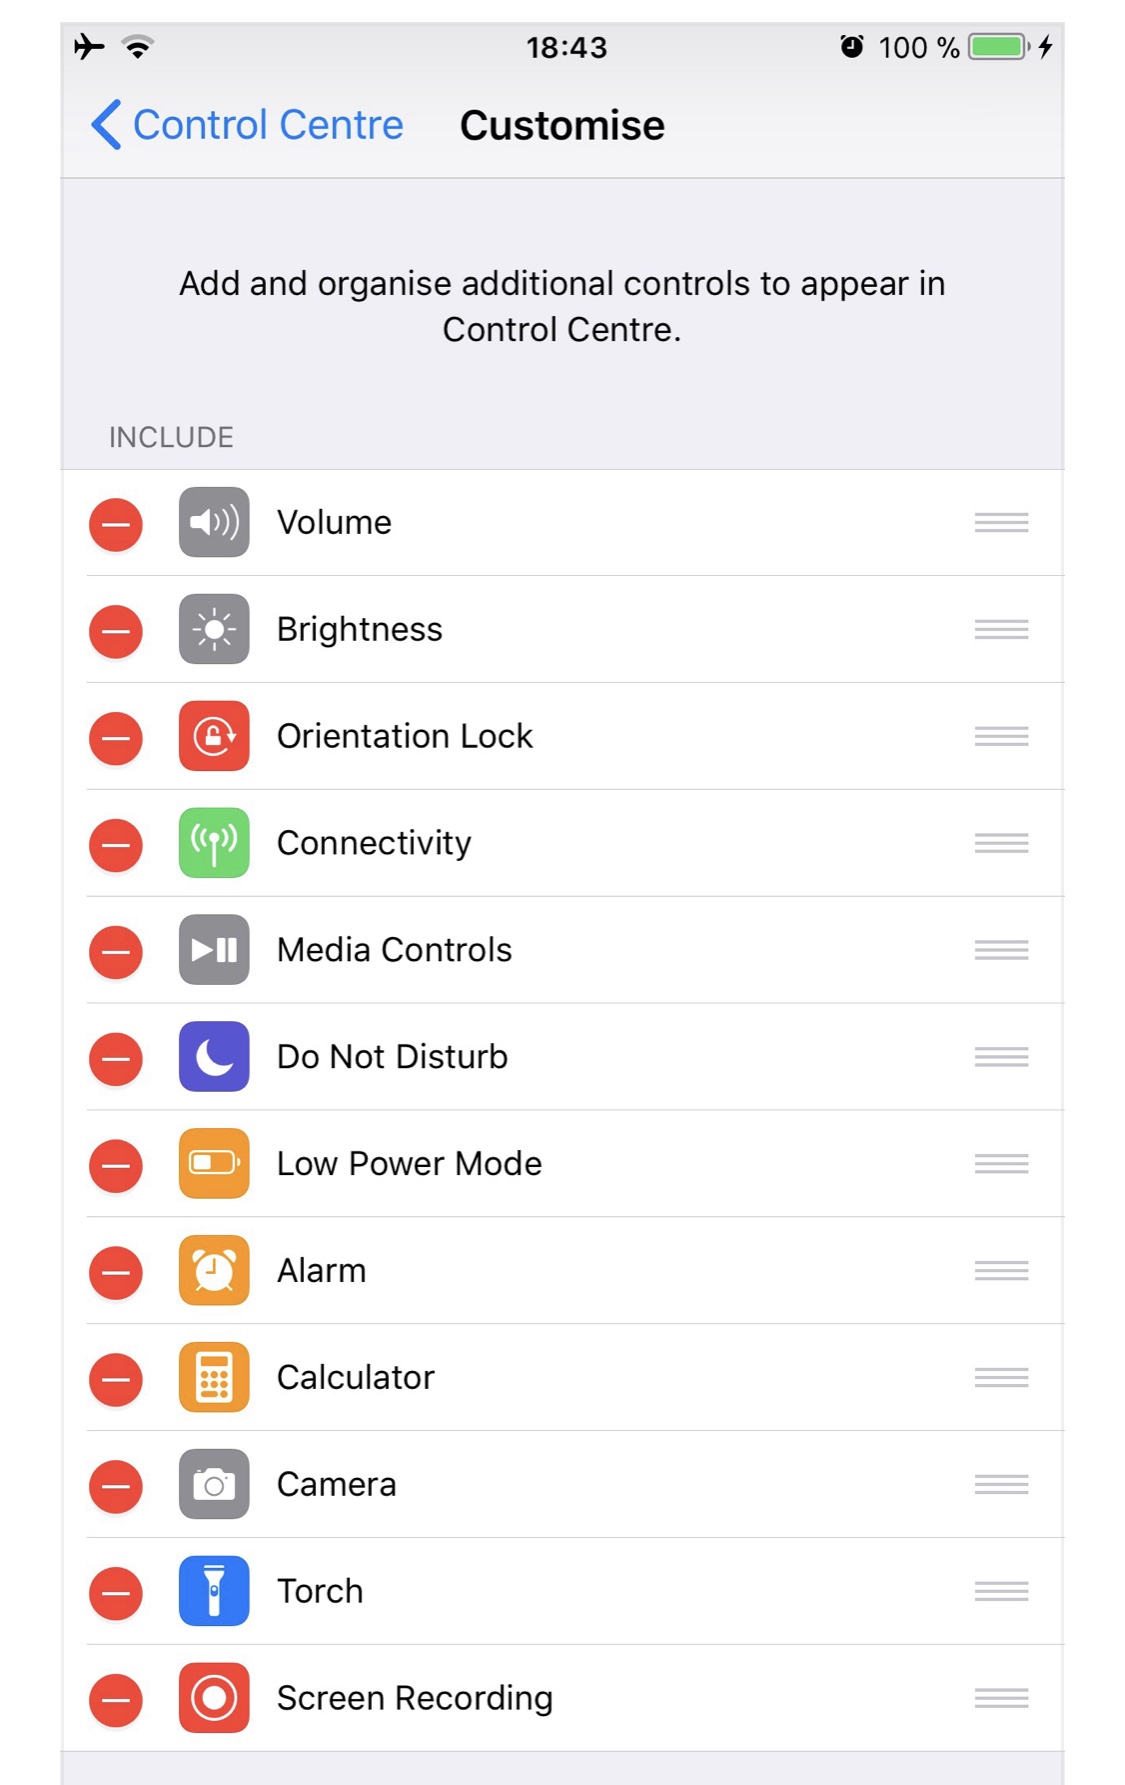 18:43
100 %
Control Centre
Customise
Add and organise additional controls to appear in
Control Centre.
INCLUDE
Volume
Brightness
Orientation Lock
Connectivity
Media Controls
Do Not Disturb
Low Power Mode
Alarm
Calculator
Camera
Torch
Screen Recording